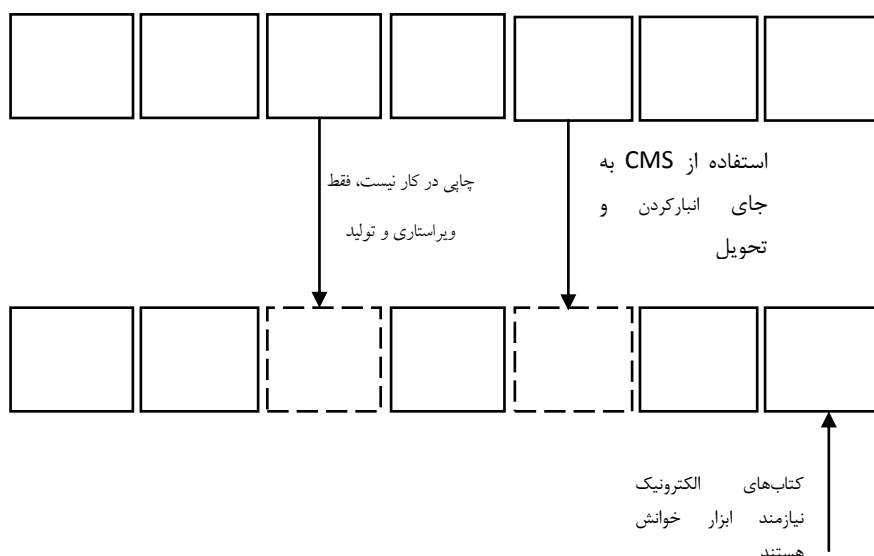 استفاده از CMS به
جای انبارکردن و
تحویل
چاپی در کار نیست، فقط
ویراستاری و تولید
کتاب‌های الکترونیک
نیازمند ابزار خوانش
هستند